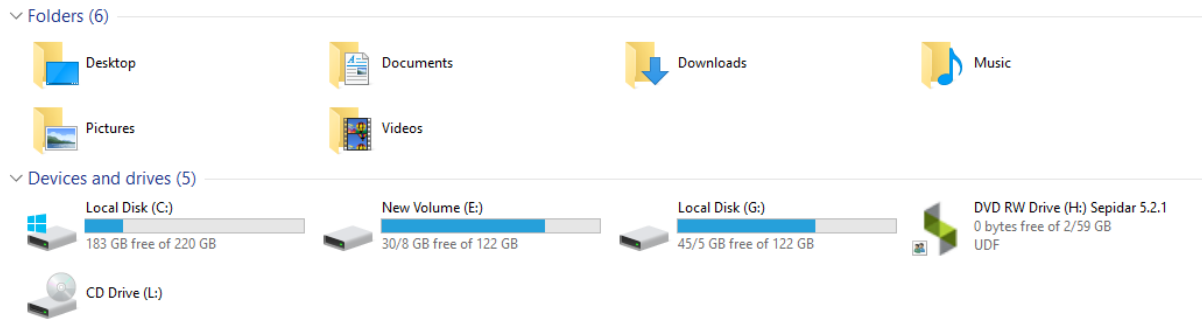 Folders (6)
Desktop
Documents
Downloads
Music
Pictures
Videos
Devices and drives (5)
Local Disk (C:)
183 GB free of 220 GB
New Volume (E:)
30/8 GB free of 122 GB
Local Disk (G:)
45/5 GB free of 122 GB
DVD RW Drive (H:) Sepidar 5.2.1
0 bytes free of 2/59 GB
UDF
CD Drive (L:)